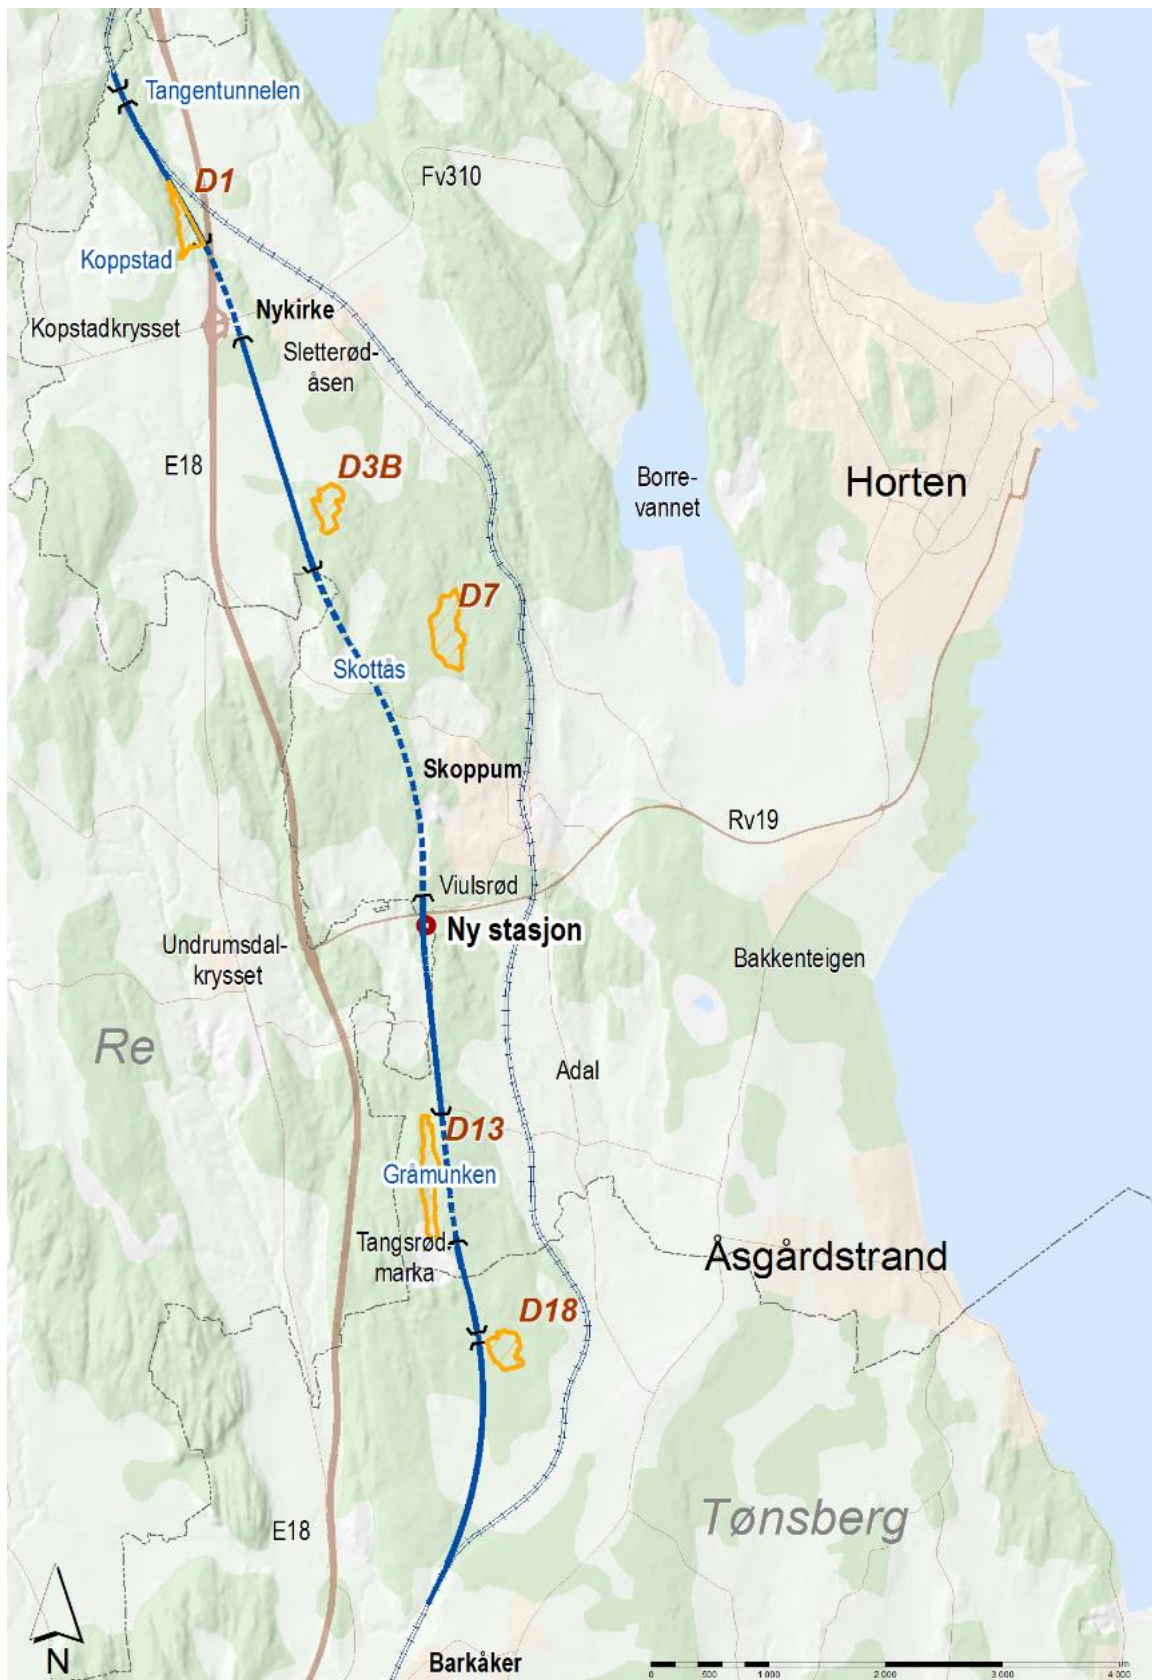 Tangentunnelen
D1
Fv310
Koppstad
Nykirke
Kopstadkrysset
Sletterød-
åsen
D3B
E18
Borre-
vannet
Horten
D7
Skottås
Skoppum
Rv19
Viulsrød
Ny stasjon
Undrumsdal-
krysset
Bakkenteigen
Re
Adal
D13
Gråmunken
Tangsrød
marka
Åsgårdstrand
D18
Tønsberg
E18
N
Barkåker
0 500 1 000 2 000 3 000 4 000